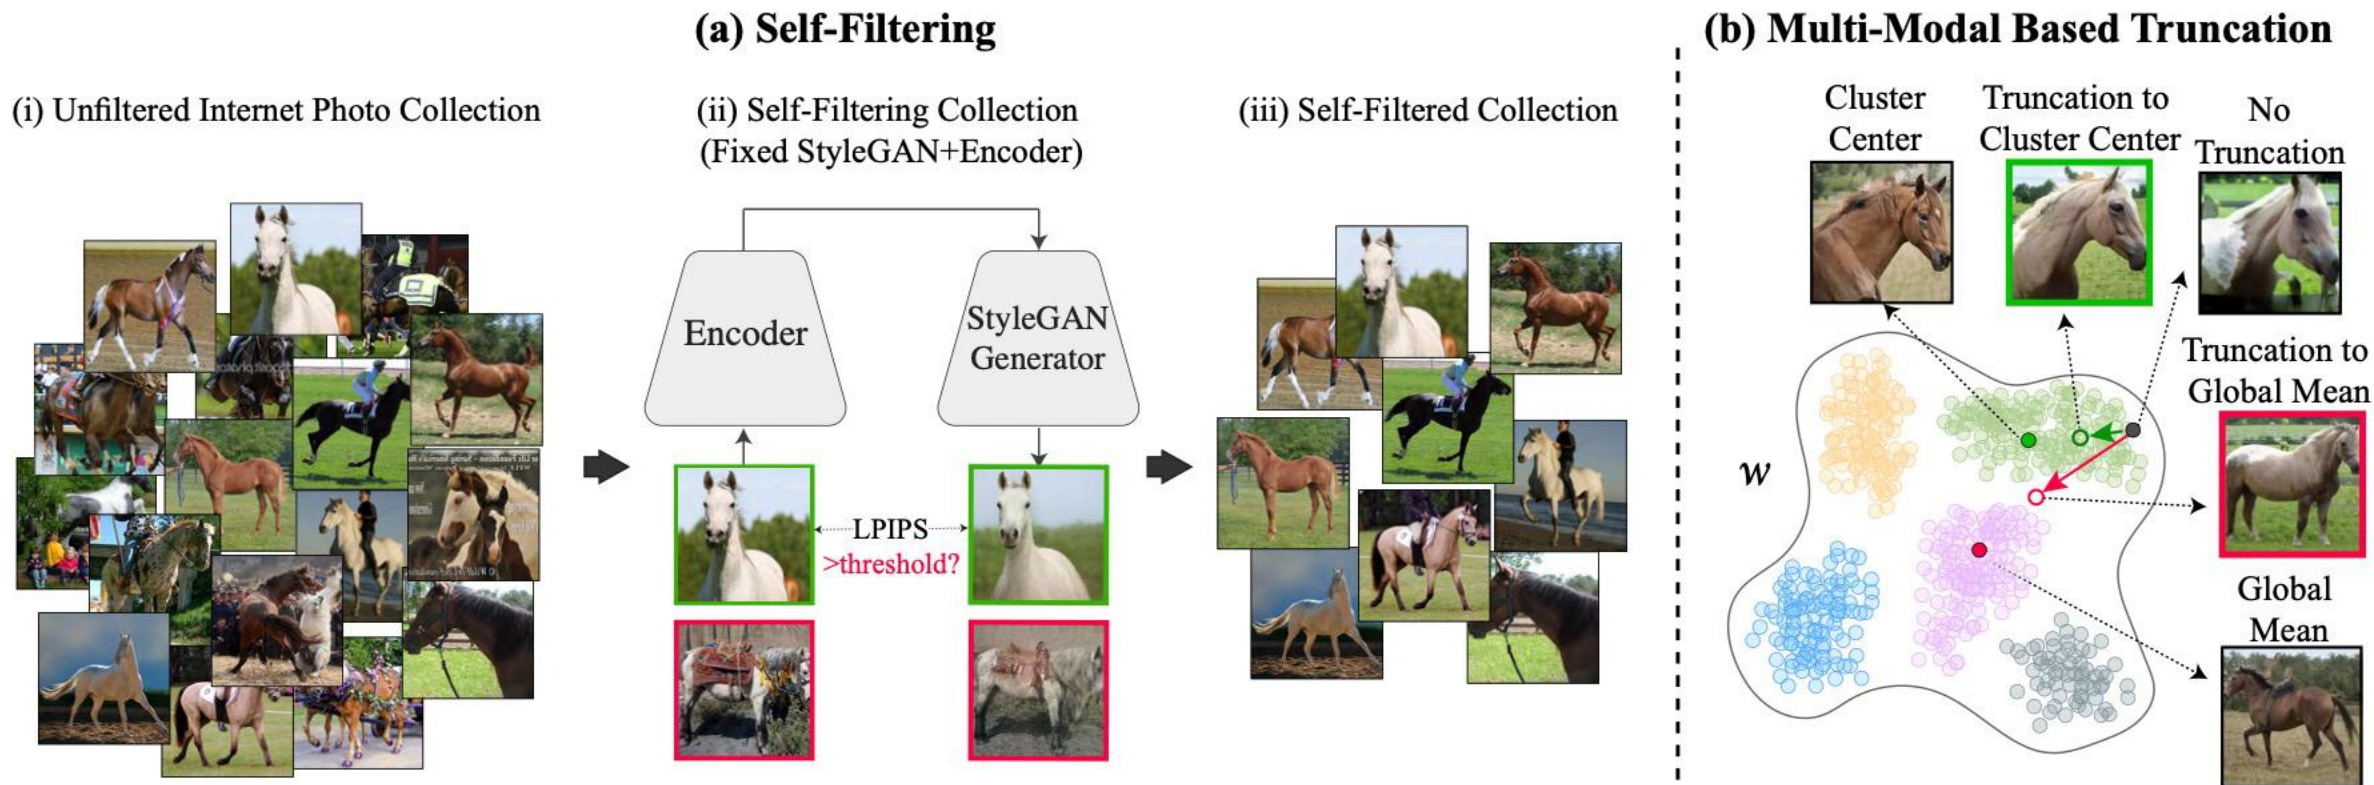 (a) Self-Filtering
(b) Multi-Modal Based Truncation
(i) Unfiltered Internet Photo Collection
(ii) Self-Filtering Collection
(Fixed StyleGAN+Encoder)
(iii) Self-Filtered Collection
Encoder
StyleGAN
Generator
LPIPS
>threshold?
Cluster
Center
Truncation to
Cluster Center
No
Truncation
Truncation to
Global Mean
w
Global
Mean